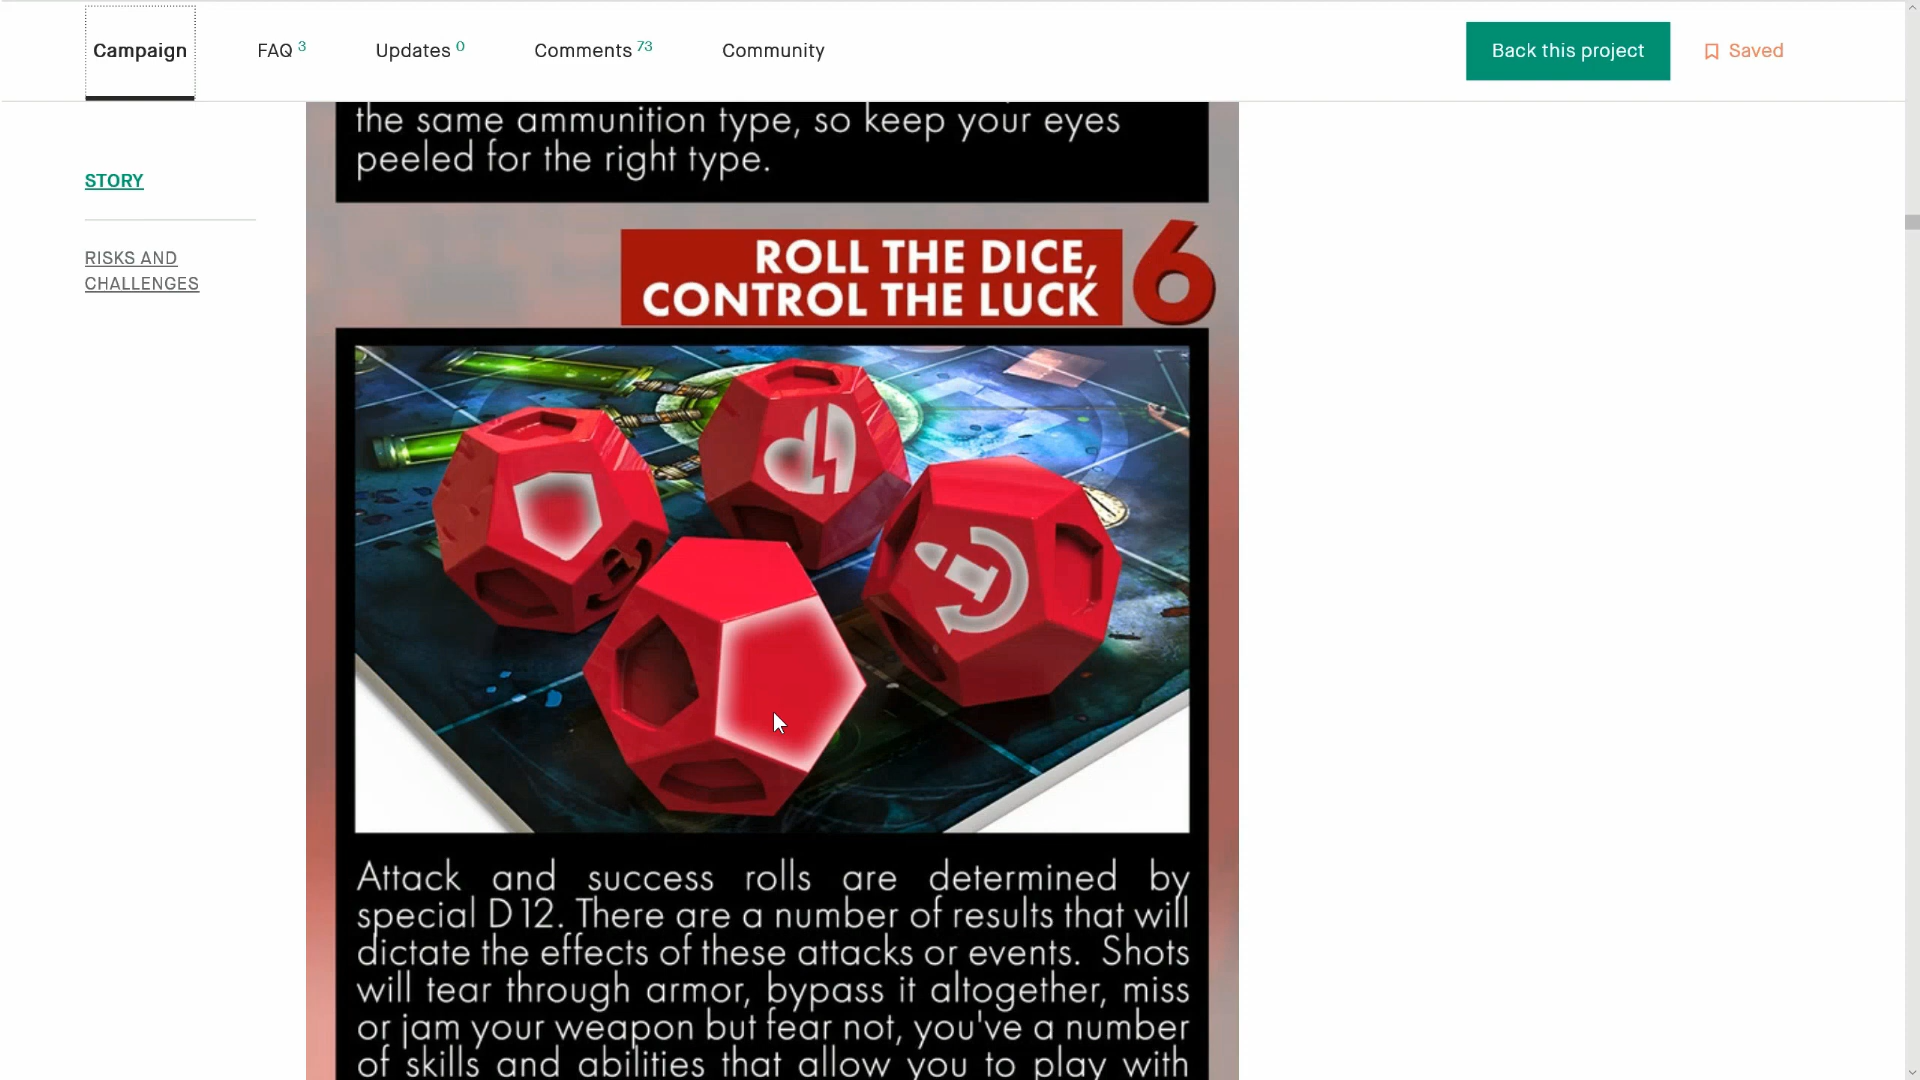 Campaign FAQ 3 Updates 0 Comments 73 Community Back this project Saved
STORY
RISKS AND
CHALLENGES
the same ammunition type, so keep your eyes
peeled for the right type.
ROLL THE DICE,
CONTROL THE LUCK
6
Attack and success rolls are determined by
special D12. There are a number of results that will
dictate the effects of these attacks or events. Shots
will tear through armor, bypass it altogether, miss
or jam your weapon but fear not, you've a number
of skills and abilities that allow you to play with